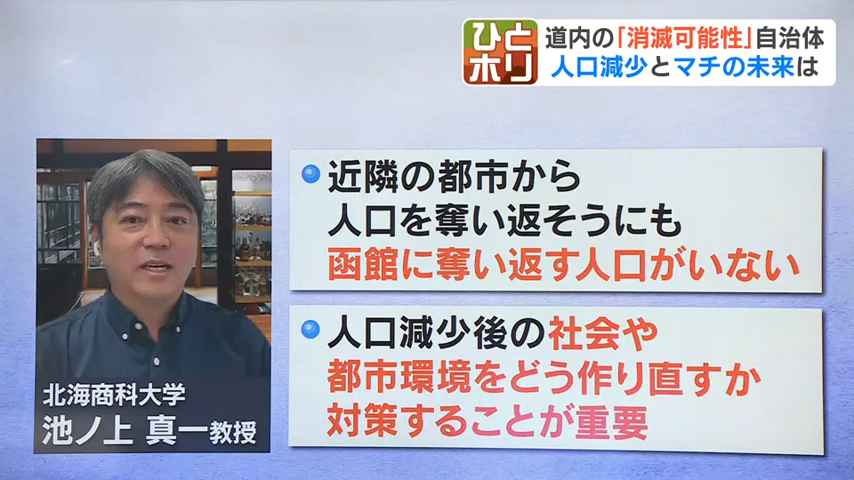 ひとホリ
道内の「消滅可能性」自治体
人口減少とマチの未来は
近隣の都市から
人口を奪い返そうにも
函館に奪い返す人口がいない
人口減少後の社会や
都市環境をどう作り直すか
対策することが重要
北海商科大学
池ノ上 真一教授